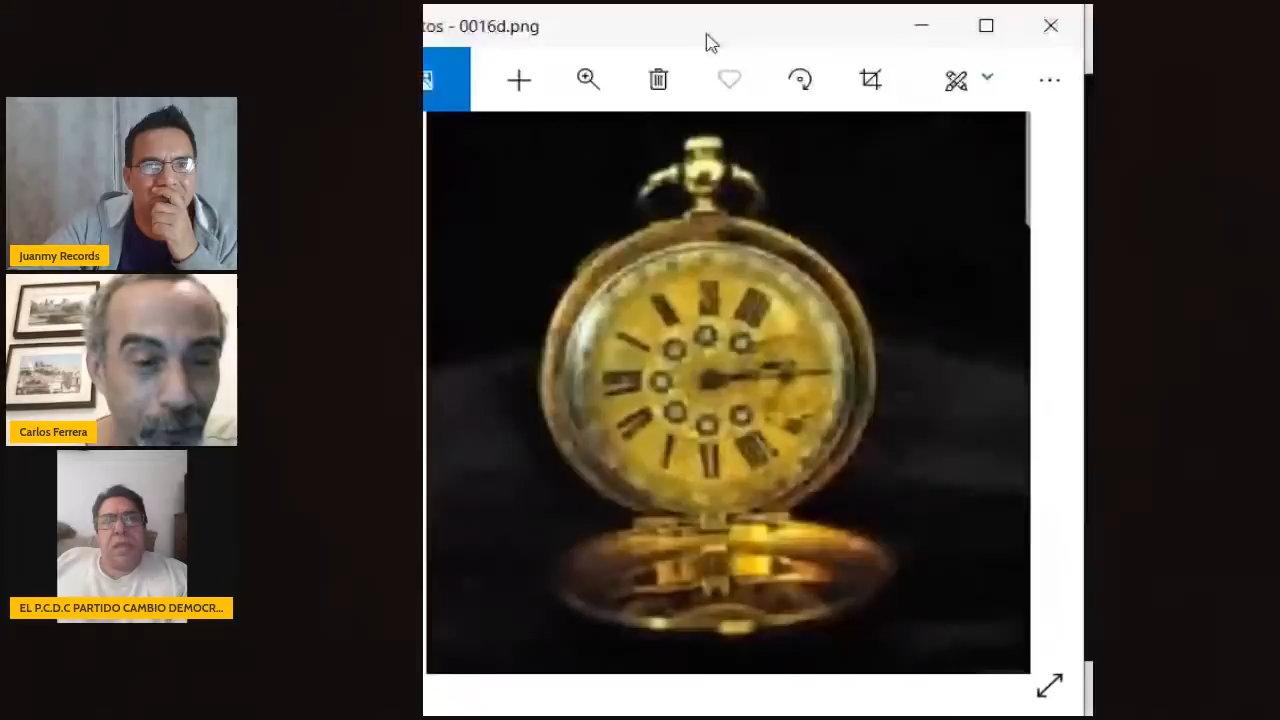 tos - 0016d.png
Juanmy Records
Carlos Ferrera
EL P.C.D.C PARTIDO CAMBIO DEMOCR...